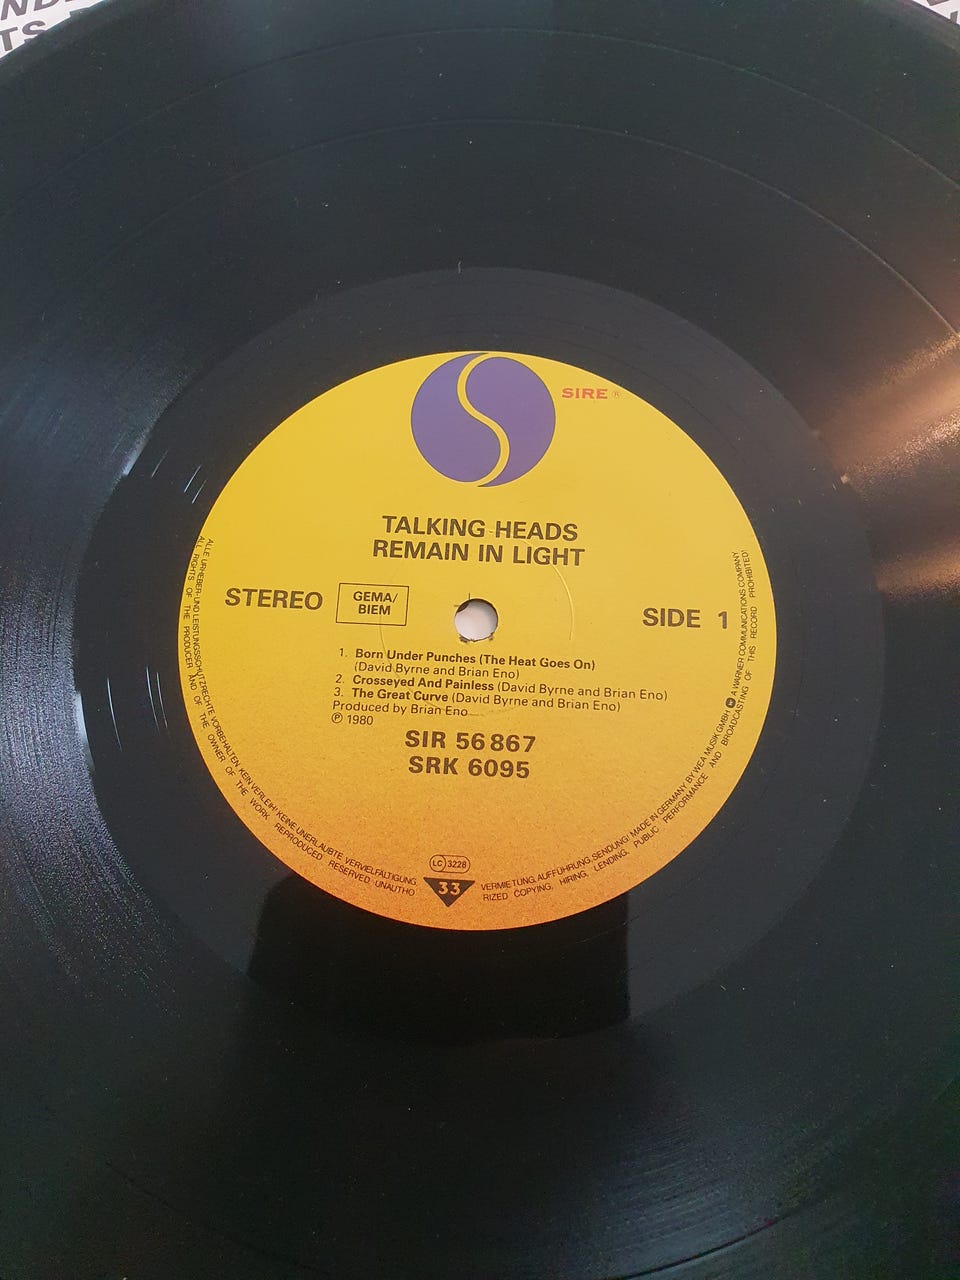 SIRE ®
TALKING HEADS
REMAIN IN LIGHT
STEREO
GEMA/
BIEM
SIDE 1
1. Born Under Punches (The Heat Goes On)
(David Byrne and Brian Eno)
2. Crosseyed And Painless (David Byrne and Brian Eno)
3. The Great Curve (David Byrne and Brian Eno)
Produced by Brian Eno
℗ 1980
SIR 56 867
SRK 6095
LC 3228
33
ALLE URHEBER- UND LEISTUNGSSCHUTZRECHTE VORBEHALTEN. KEIN VERLEIH! KEINE UNERLAUBTE VERVIELFÄLTIGUNG, VERMIETUNG, AUFFÜHRUNG, SENDUNG! MADE IN GERMANY BY WEA MUSIK GMBH A WARNER COMMUNICATIONS COMPANY
ALL RIGHTS OF THE PRODUCER AND OF THE OWNER OF THE WORK REPRODUCED RESERVED. UNAUTHORIZED COPYING, HIRING, LENDING, PUBLIC PERFORMANCE AND BROADCASTING OF THIS RECORD PROHIBITED!